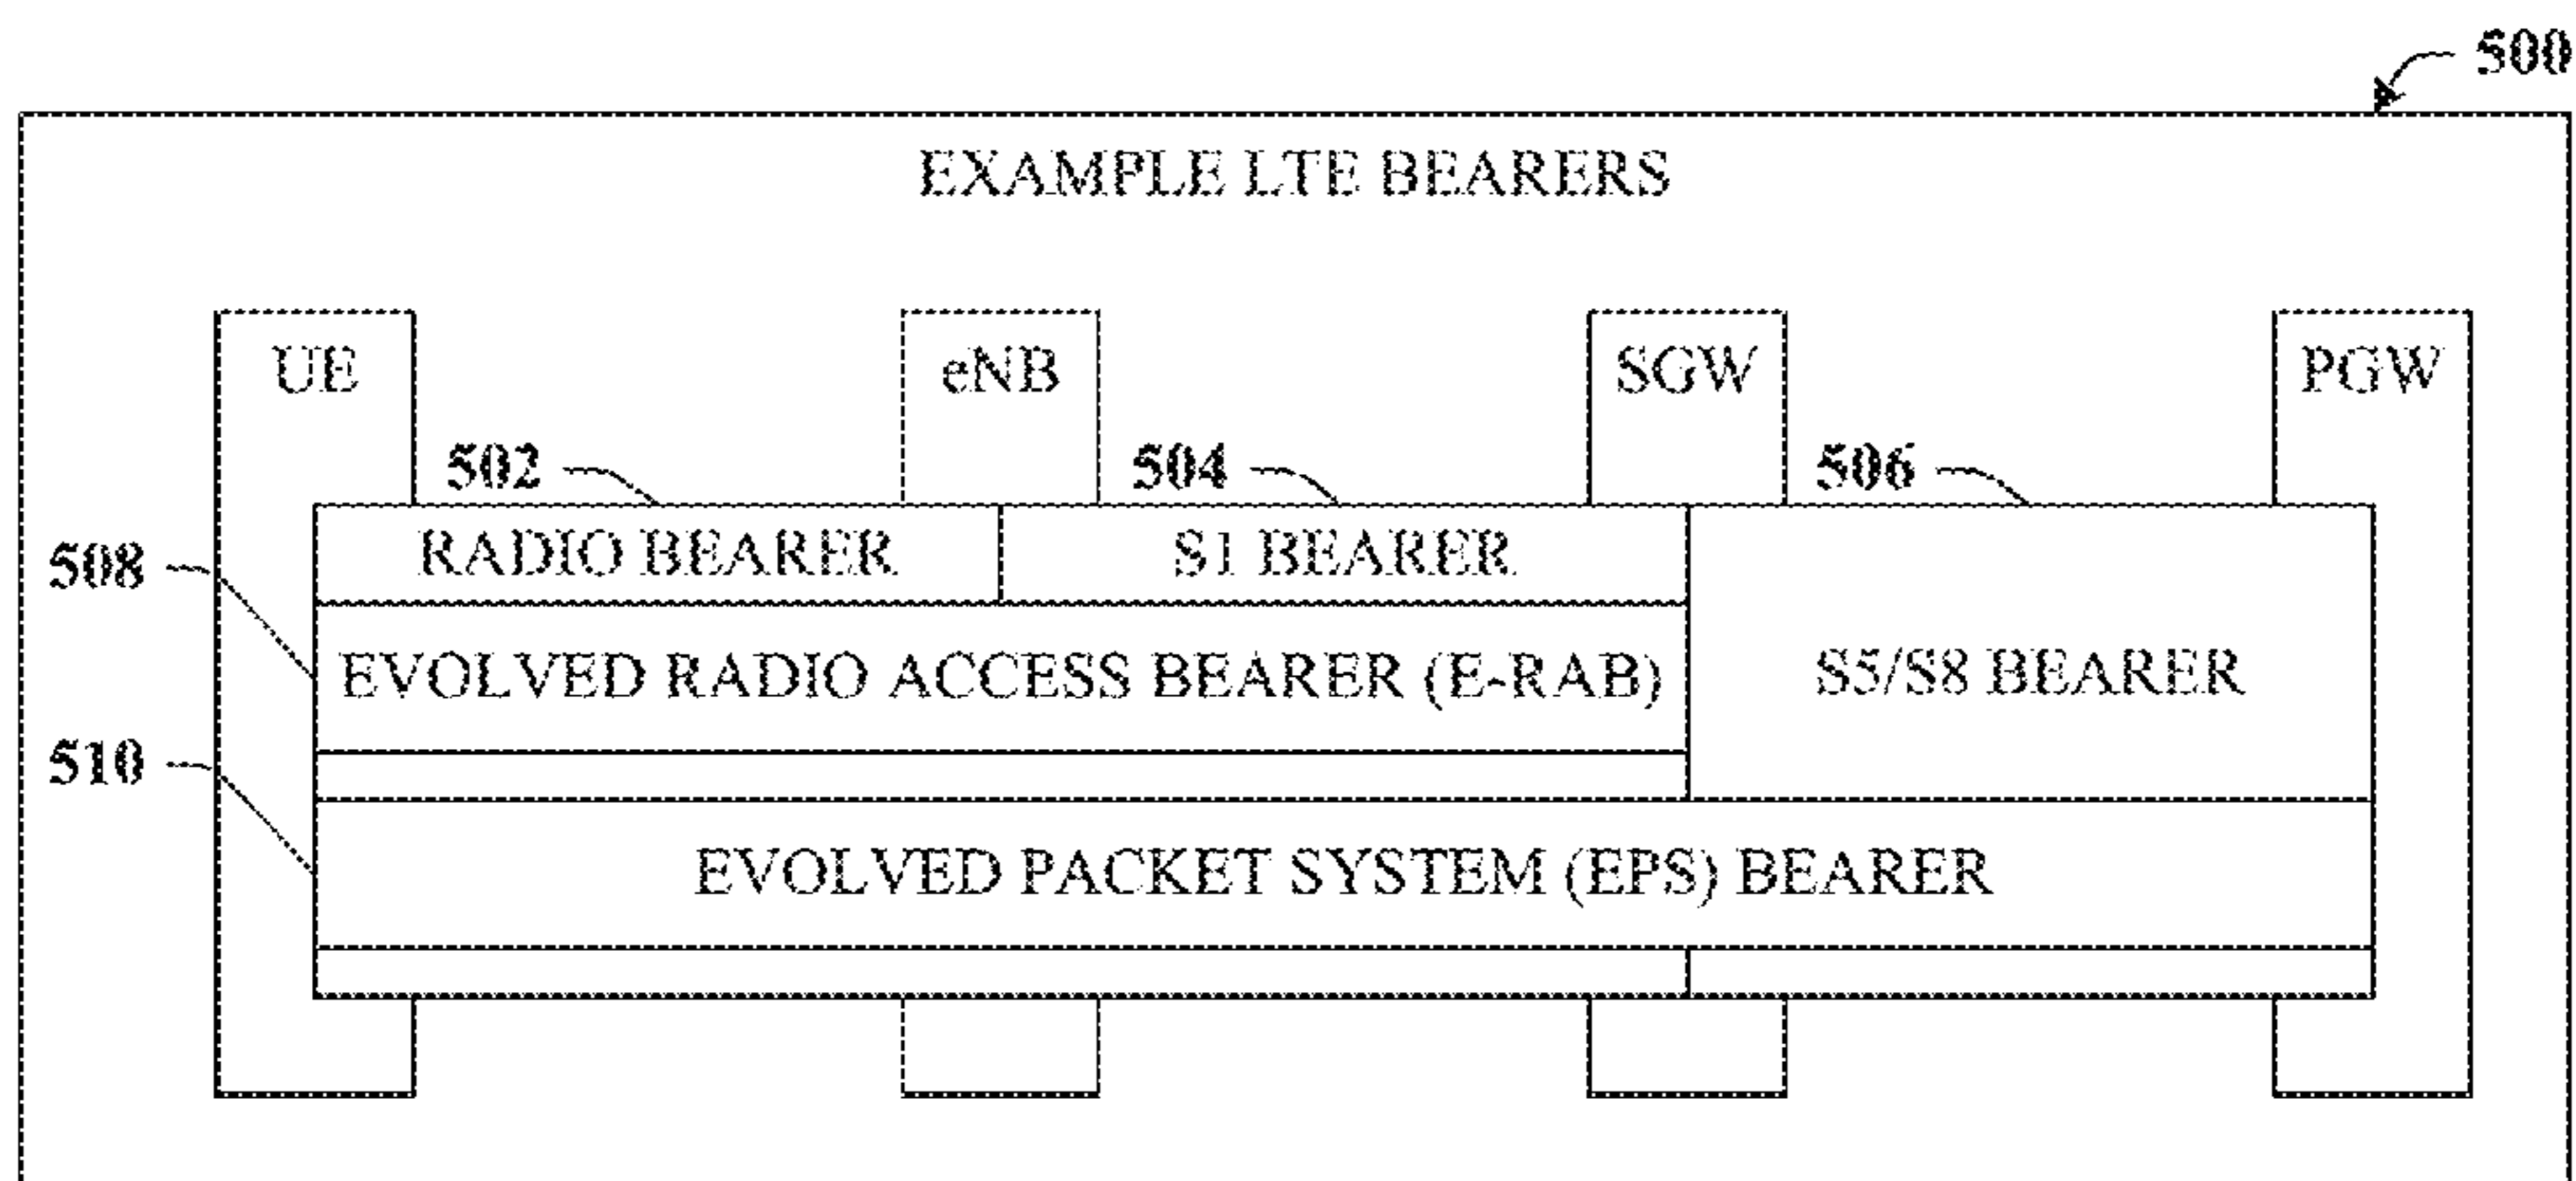 500
EXAMPLE LTE BEARERS
UE eNB SGW PGW
502 504 506
RADIO BEARER S1 BEARER
508
EVOLVED RADIO ACCESS BEARER (E-RAB) S5/S8 BEARER
510
EVOLVED PACKET SYSTEM (EPS) BEARER